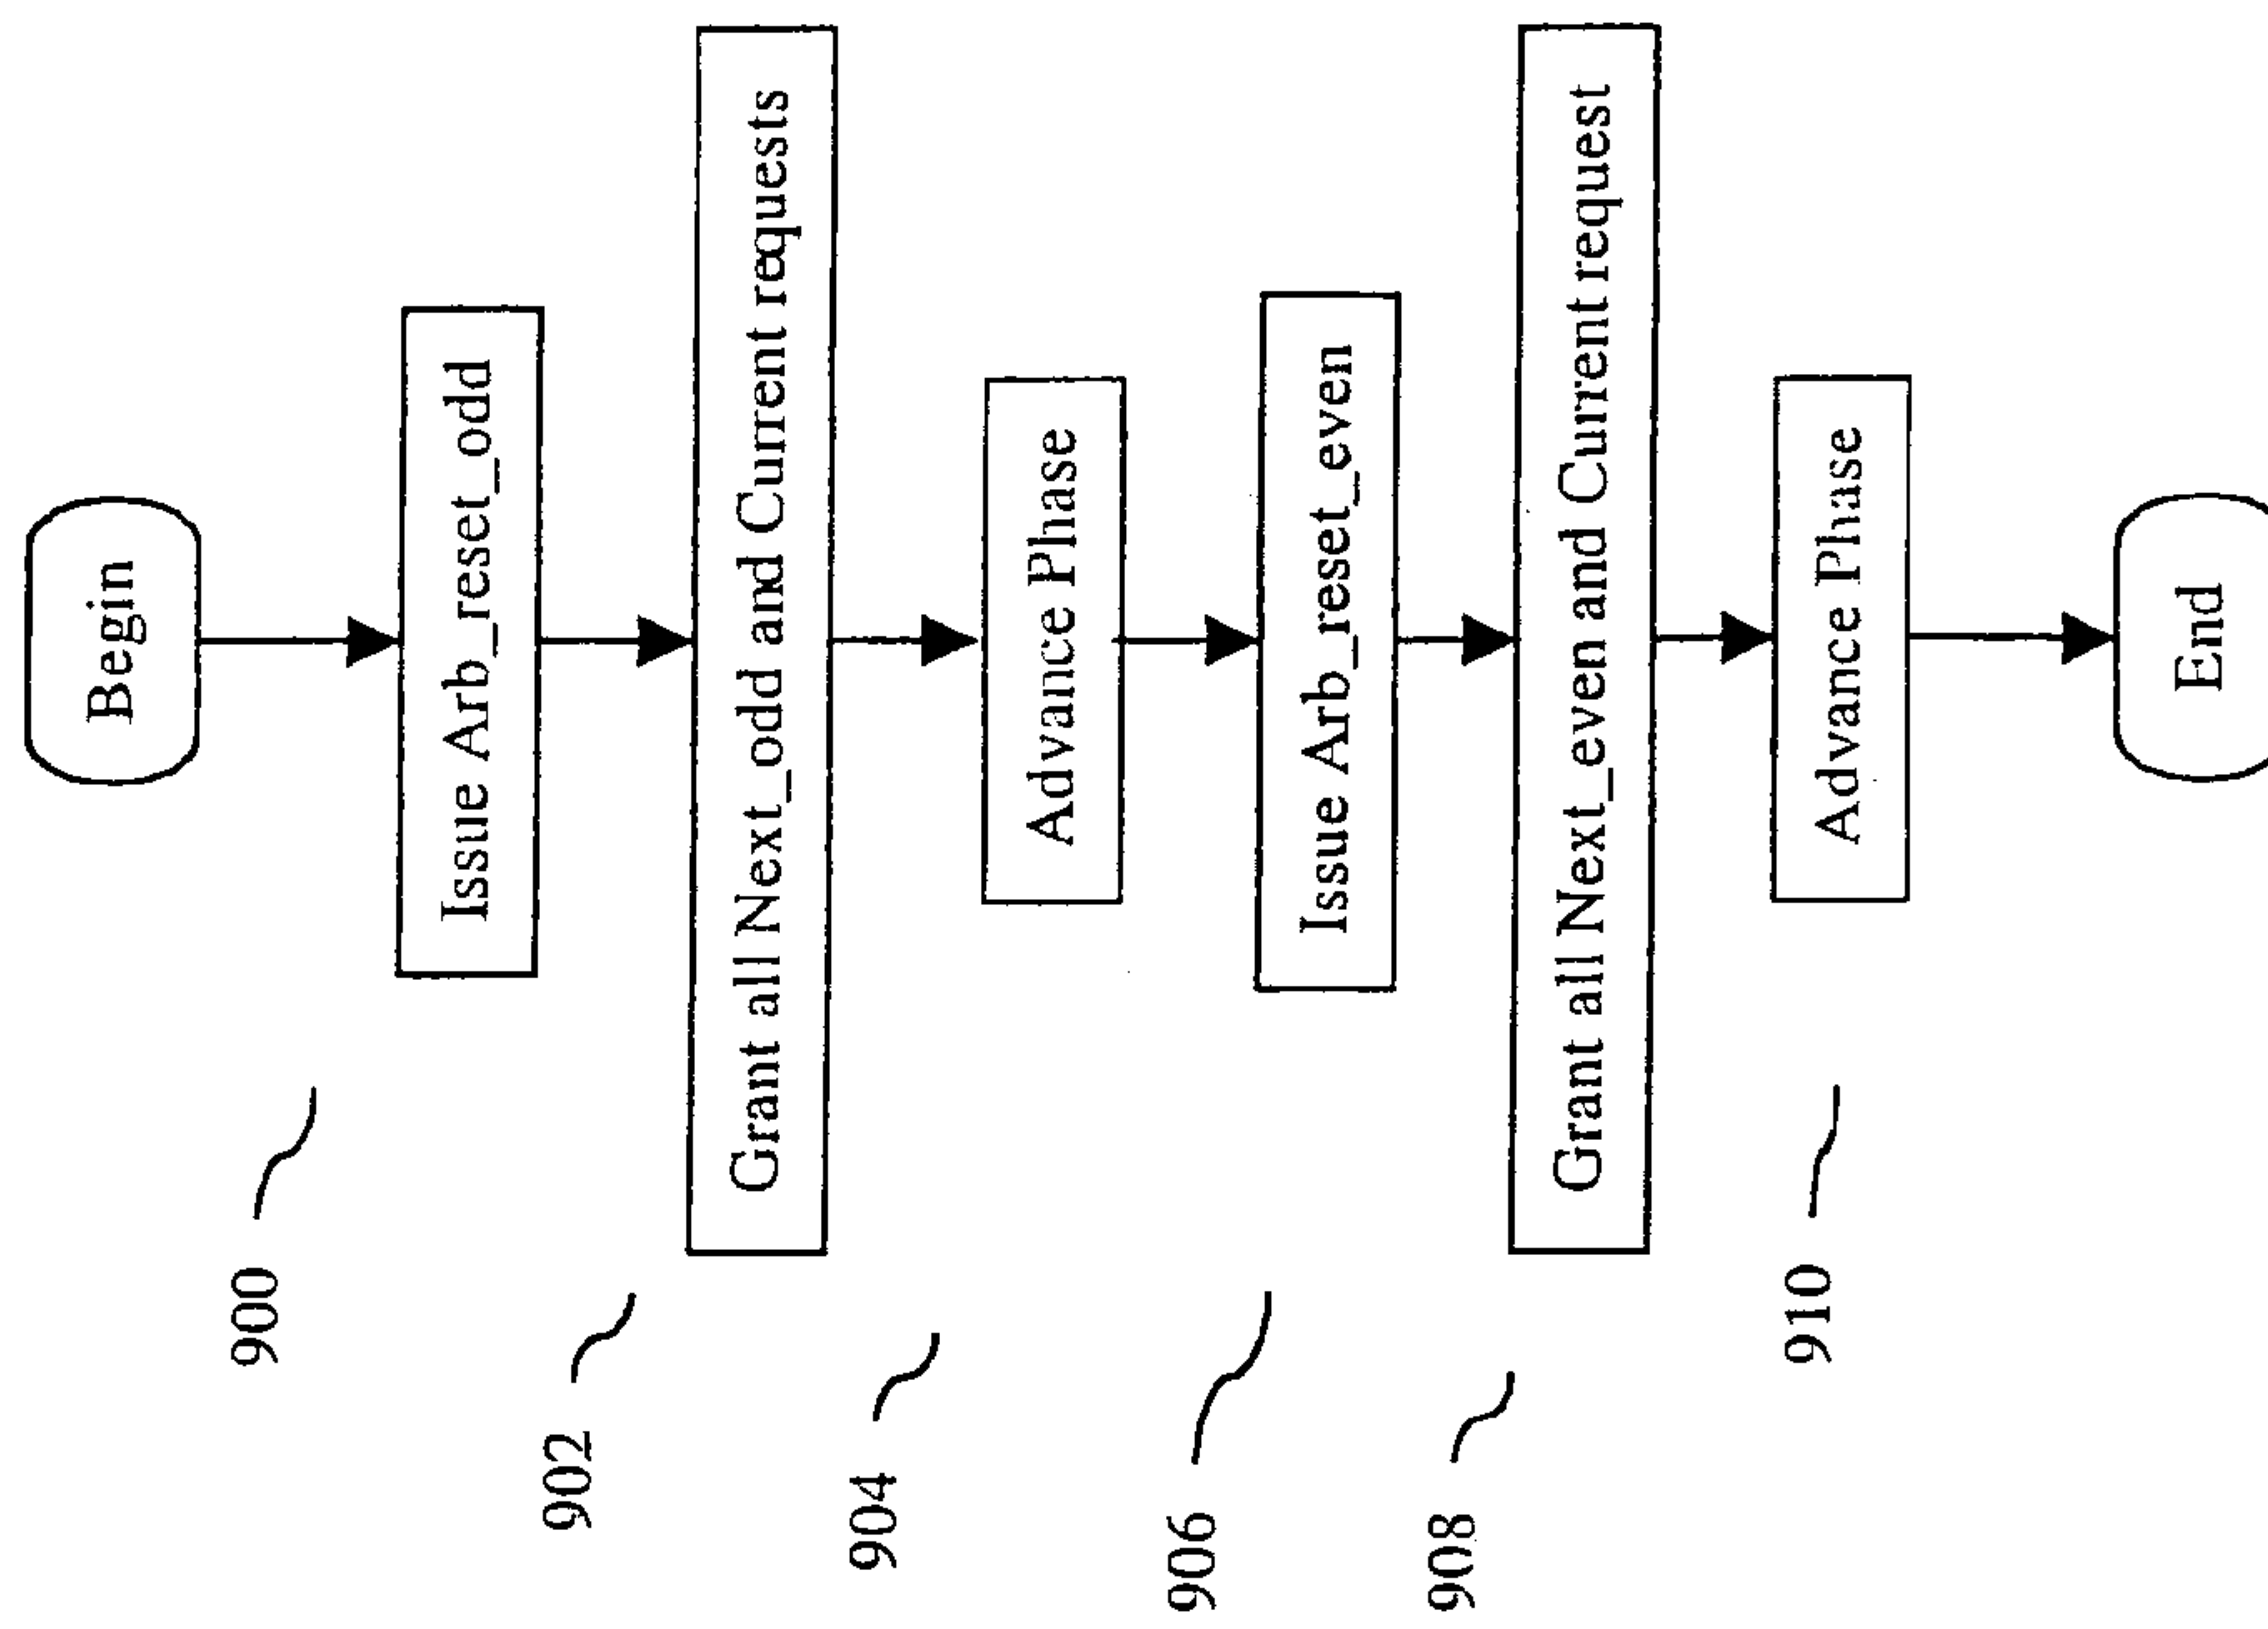 Begin
900
Issue Arb_reset_odd
902
Grant all Next_odd and Current requests
904
Advance Phase
906
Issue Arb_reset_even
908
Grant all Next_even and Current request
910
Advance Phase
End